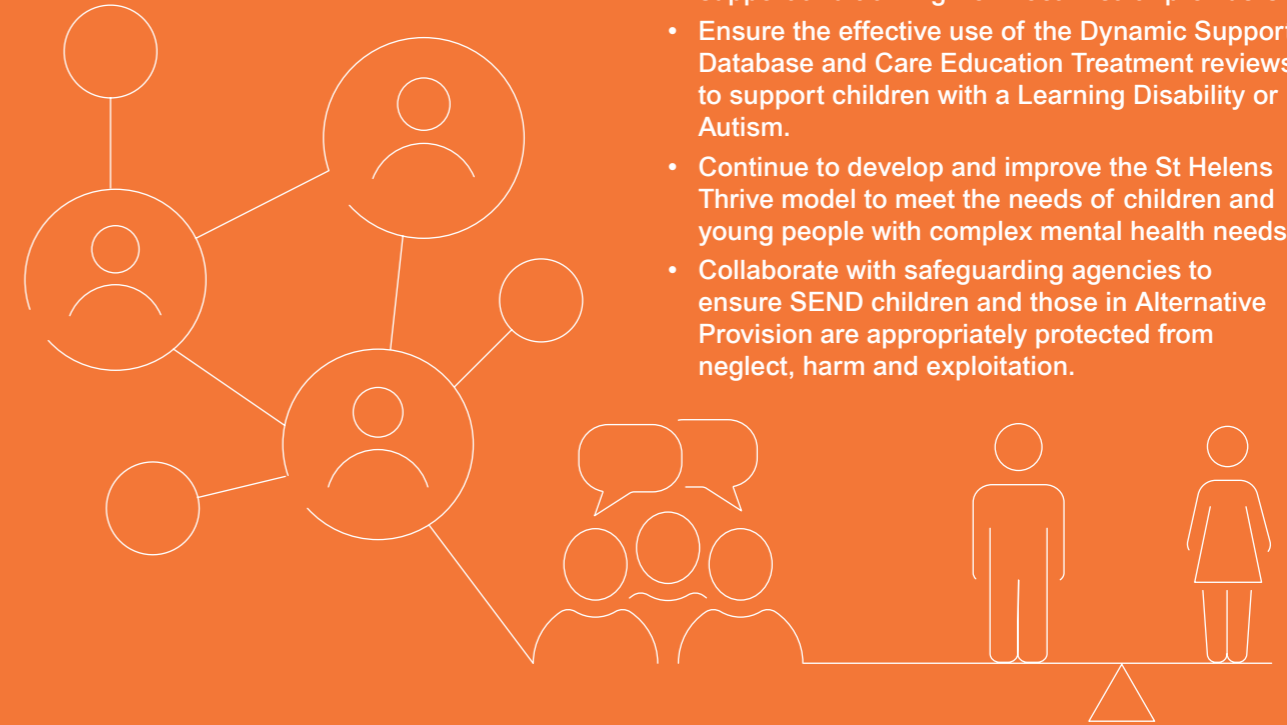 • Ensure the effective use of the Dynamic Support
Database and Care Education Treatment reviews
to support children with a Learning Disability or
Autism.
• Continue to develop and improve the St Helens
Thrive model to meet the needs of children and
young people with complex mental health needs
• Collaborate with safeguarding agencies to
ensure SEND children and those in Alternative
Provision are appropriately protected from
neglect, harm and exploitation.